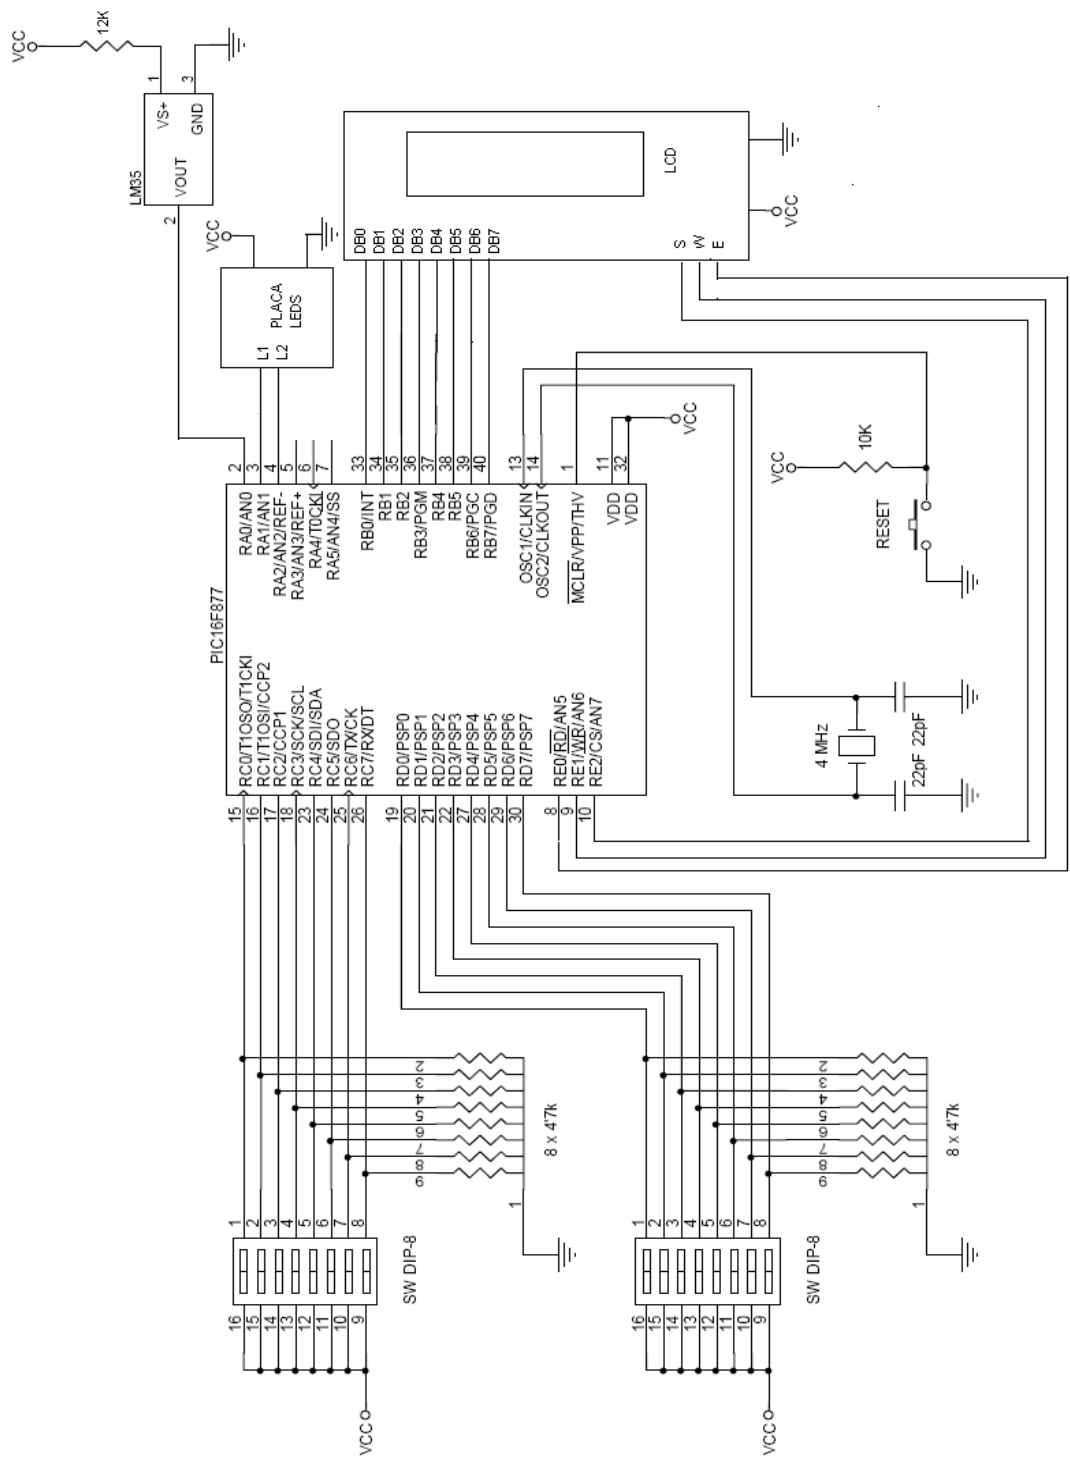 VCC
12K
1
3
VS+
GND
VOUT
LM35
2
VCC
PLACA
LEDS
L1
L2
LCD
DB0
DB1
DB2
DB3
DB4
DB5
DB6
DB7
S
W
E
VCC
PIC16F877
2 RA0/AN0
3 RA1/AN1
4 RA2/AN2/REF-
5 RA3/AN3/REF+
6 RA4/T0CKI
7 RA5/AN4/SS
33 RB0/INT
34 RB1
35 RB2
36 RB3/PGM
37 RB4
38 RB5
39 RB6/PGC
40 RB7/PGD
13 OSC1/CLKIN
14 OSC2/CLKOUT
1 MCLR/VPP/THV
11 VDD
32 VDD
VCC
15 RC0/T1OSO/T1CKI
16 RC1/T1OSI/CCP2
17 RC2/CCP1
18 RC3/SCK/SCL
23 RC4/SDI/SDA
24 RC5/SDO
25 RC6/TX/CK
26 RC7/RX/DT
19 RD0/PSP0
20 RD1/PSP1
21 RD2/PSP2
22 RD3/PSP3
27 RD4/PSP4
28 RD5/PSP5
29 RD6/PSP6
30 RD7/PSP7
8 RE0/RD/AN5
9 RE1/WR/AN6
10 RE2/CS/AN7
VCC
10K
RESET
4 MHz
22pF 22pF
2
3
4
5
6
7
8
9
1
8 x 4'7k
1
2
3
4
5
6
7
8
SW DIP-8
16
15
14
13
12
11
10
9
VCC
2
3
4
5
6
7
8
9
1
8 x 4'7k
1
2
3
4
5
6
7
8
SW DIP-8
16
15
14
13
12
11
10
9
VCC